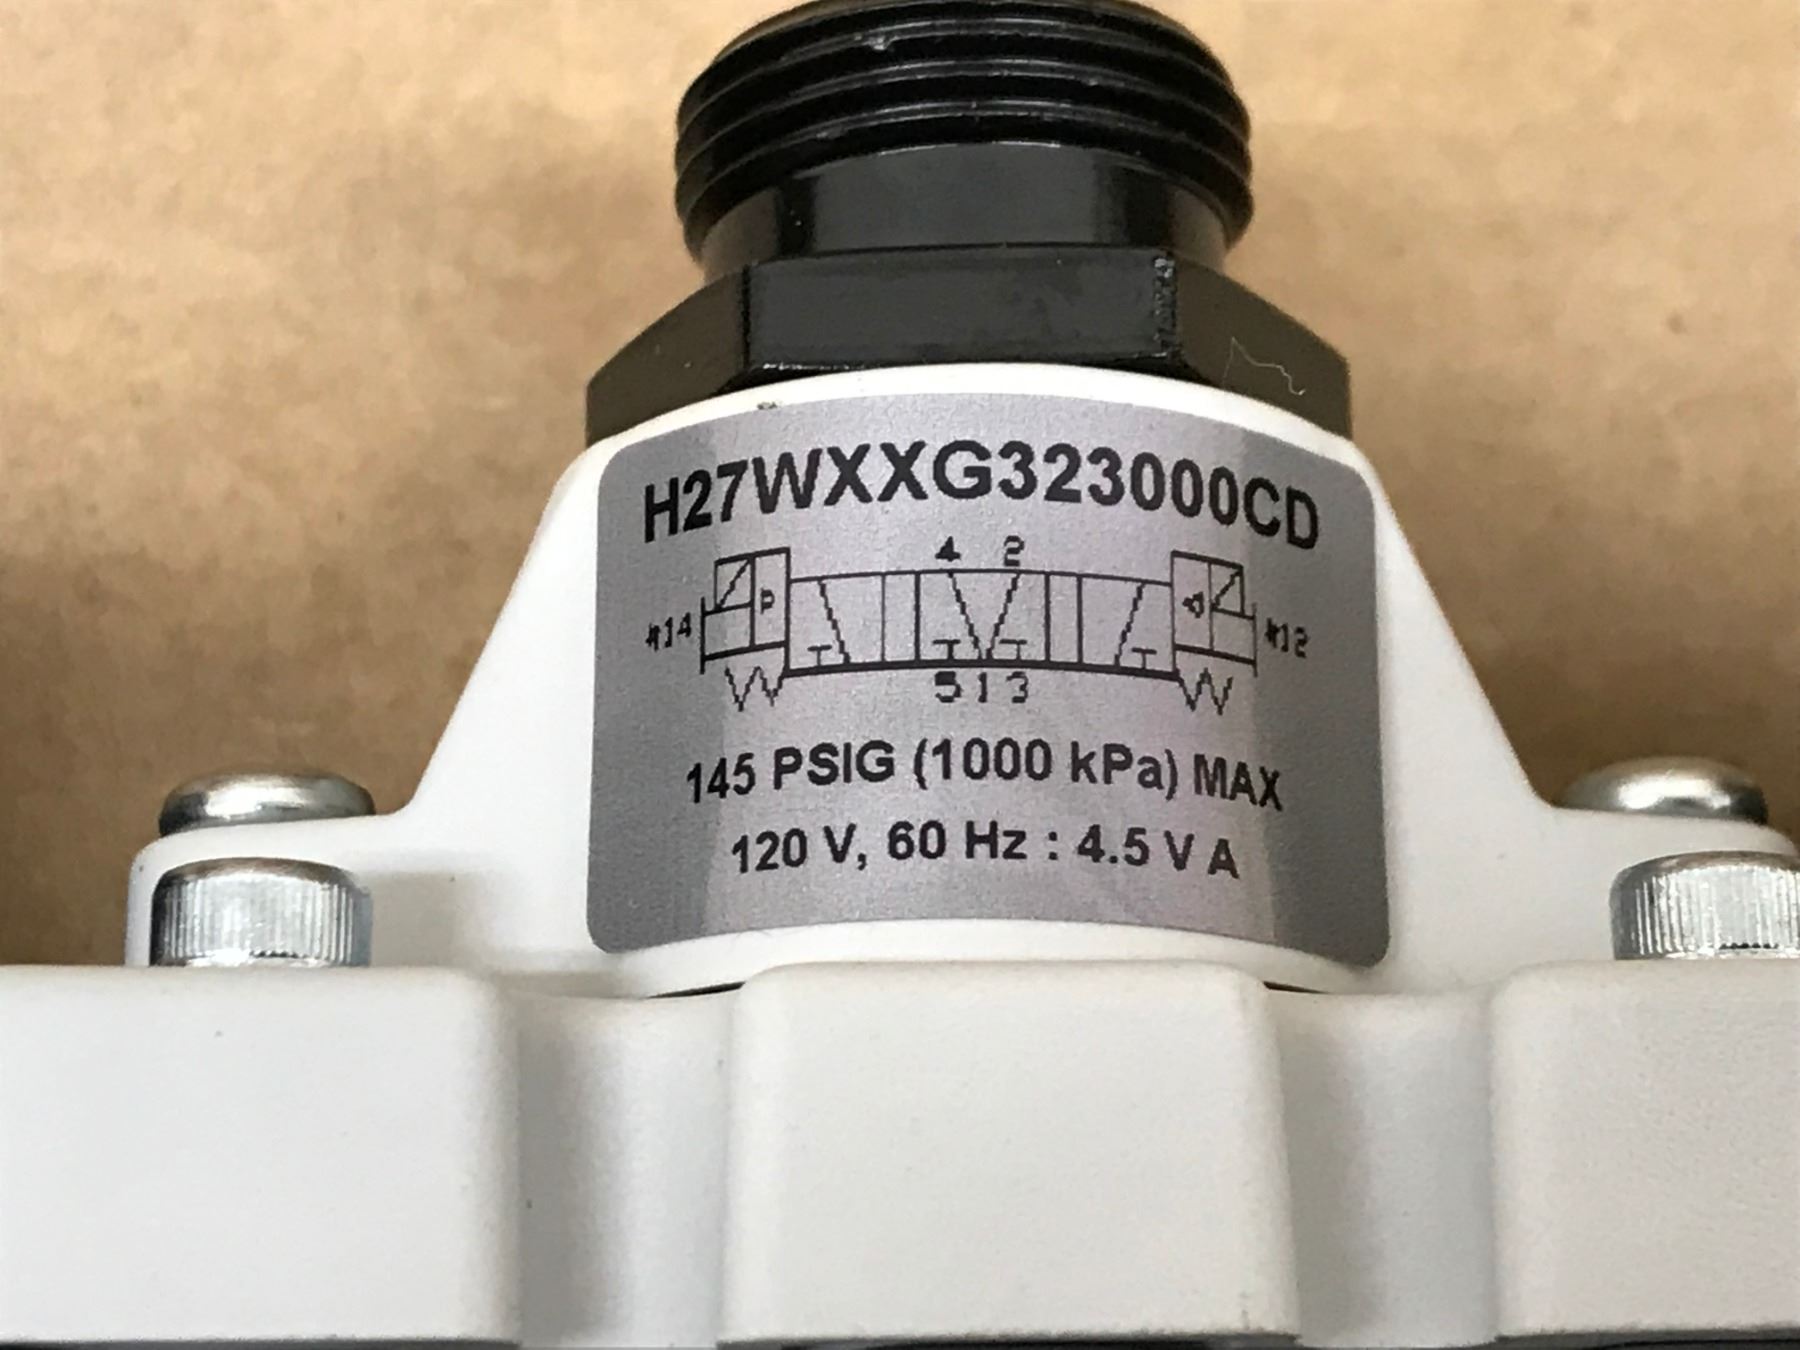 H27WXXG323000CD
4 2
14 12
5 1 3
145 PSIG (1000 kPa) MAX
120 V, 60 Hz : 4.5 V A